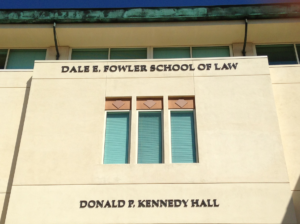 DALE E. FOWLER SCHOOL OF LAW
DONALD P. KENNEDY HALL